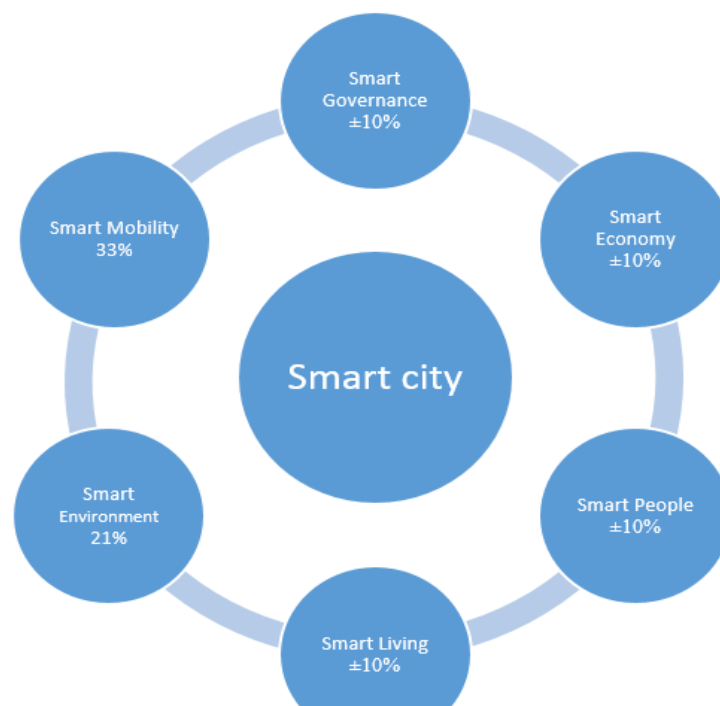 Smart
Governance
±10%
Smart
Economy
±10%
Smart People
±10%
Smart Living
±10%
Smart
Environment
21%
Smart Mobility
33%
Smart city